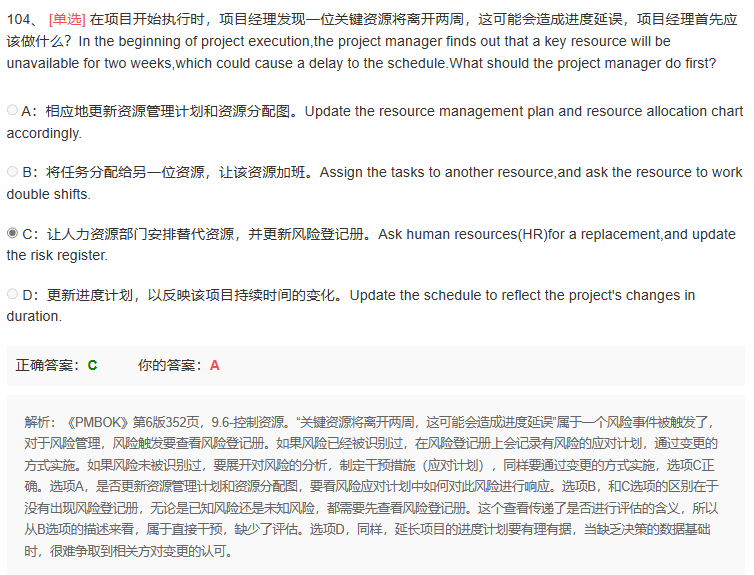 104、 [单选] 在项目开始执行时，项目经理发现一位关键资源将离开两周，这可能会造成进度延误，项目经理首先应
该做什么？In the beginning of project execution,the project manager finds out that a key resource will be
unavailable for two weeks,which could cause a delay to the schedule.What should the project manager do first?
A：相应地更新资源管理计划和资源分配图。Update the resource management plan and resource allocation chart
accordingly.
B：将任务分配给另一位资源，让该资源加班。Assign the tasks to another resource,and ask the resource to work
double shifts.
C：让人力资源部门安排替代资源，并更新风险登记册。Ask human resources(HR)for a replacement,and update
the risk register.
D：更新进度计划，以反映该项目持续时间的变化。Update the schedule to reflect the project's changes in
duration.
正确答案：C 你的答案：A
解析：《PMBOK》第6版352页，9.6-控制资源。“关键资源将离开两周，这可能会造成进度延误”属于一个风险事件被触发了，
对于风险管理，风险触发要查看风险登记册。如果风险已经被识别过，在风险登记册上会记录有风险的应对计划，通过变更的
方式实施。如果风险未被识别过，要展开对风险的分析，制定干预措施（应对计划），同样要通过变更的方式实施，选项C正
确。选项A，是否更新资源管理计划和资源分配图，要看风险应对计划中如何对此风险进行响应。选项B，和C选项的区别在于
没有出现风险登记册，无论是已知风险还是未知风险，都需要先查看风险登记册。这个查看传递了是否进行评估的含义，所以
从B选项的描述来看，属于直接干预，缺少了评估。选项D，同样，延长项目的进度计划要有理有据，当缺乏决策的数据基础
时，很难争取到相关方对变更的认可。